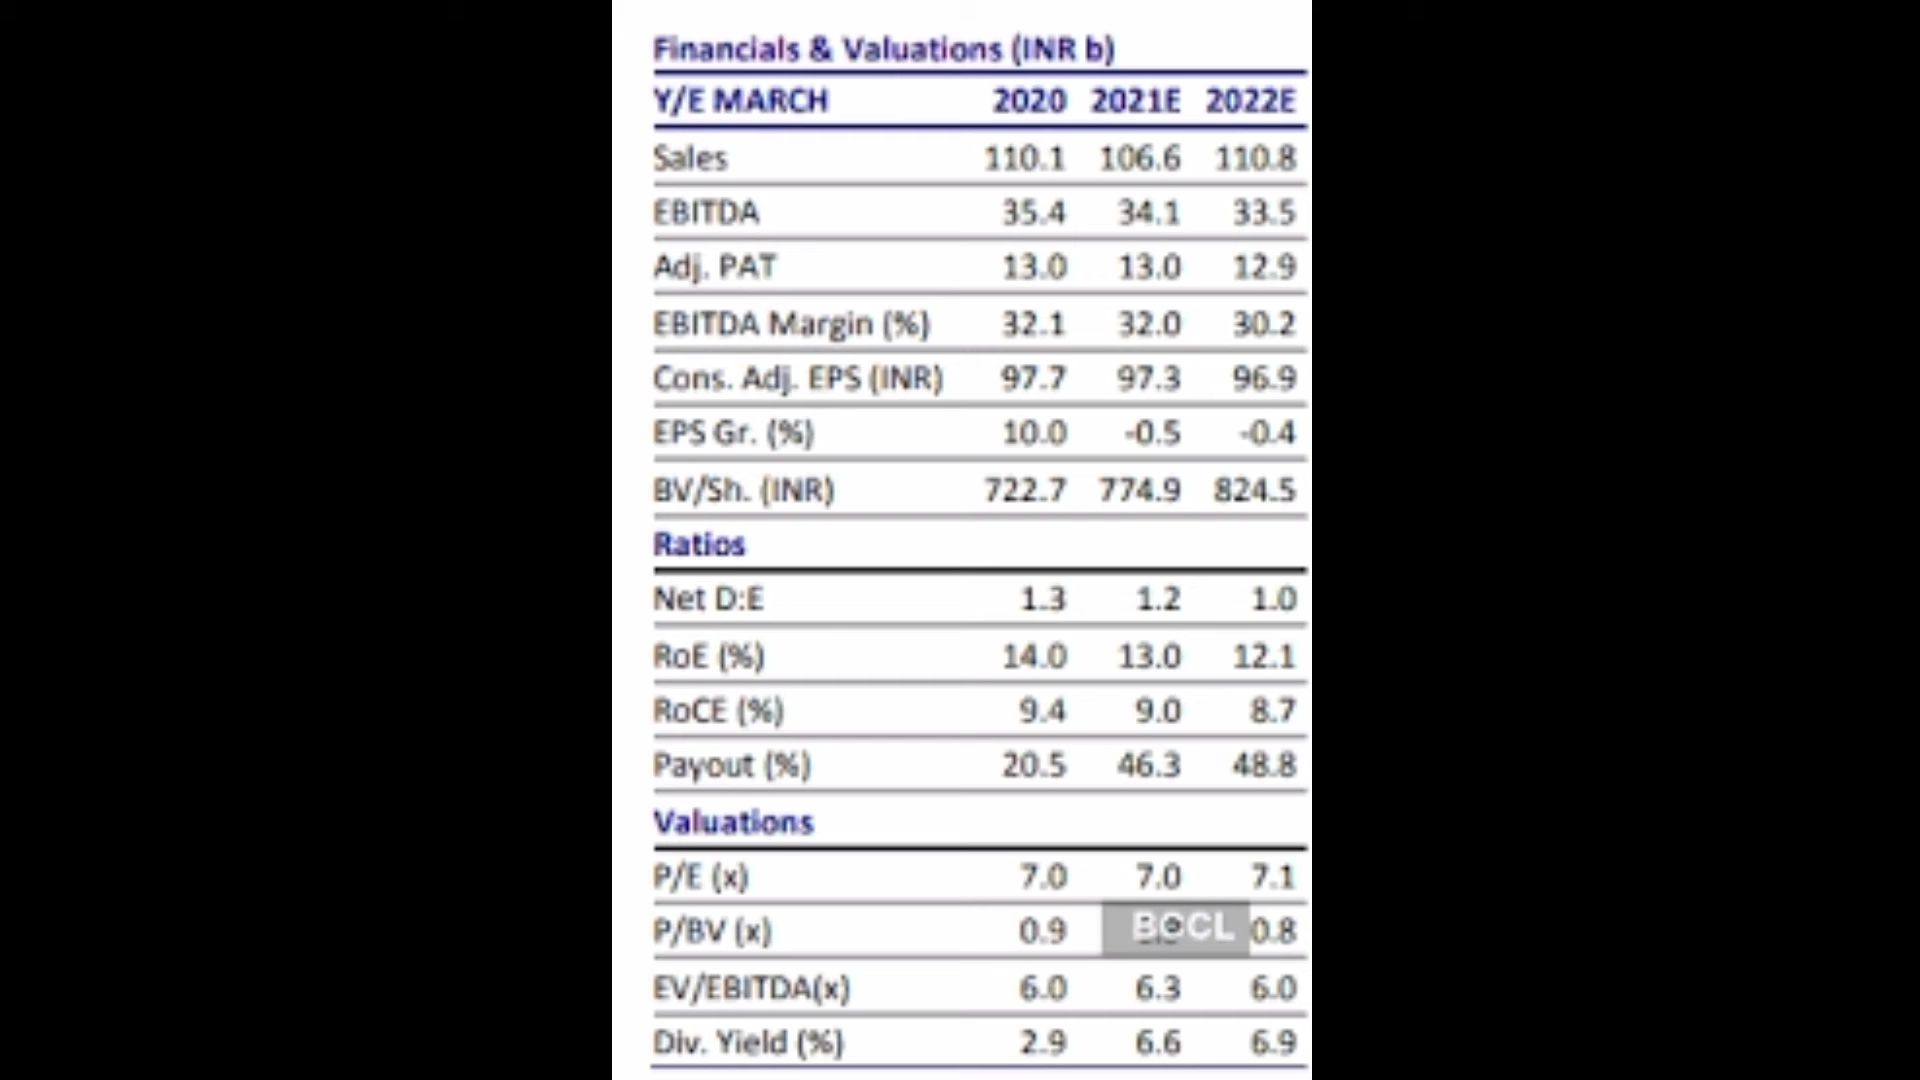 Financials & Valuations (INR b)
Y/E MARCH 2020 2021E 2022E
Sales 110.1 106.6 110.8
EBITDA 35.4 34.1 33.5
Adj. PAT 13.0 13.0 12.9
EBITDA Margin (%) 32.1 32.0 30.2
Cons. Adj. EPS (INR) 97.7 97.3 96.9
EPS Gr. (%) 10.0 -0.5 -0.4
BV/Sh. (INR) 722.7 774.9 824.5
Ratios
Net D:E 1.3 1.2 1.0
RoE (%) 14.0 13.0 12.1
RoCE (%) 9.4 9.0 8.7
Payout (%) 20.5 46.3 48.8
Valuations
P/E (x) 7.0 7.0 7.1
P/BV (x) 0.9 BCCL 0.8
EV/EBITDA(x) 6.0 6.3 6.0
Div. Yield (%) 2.9 6.6 6.9